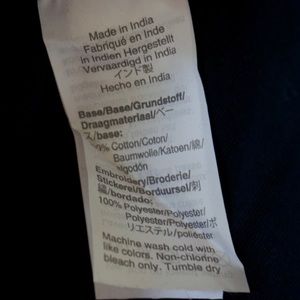 Made in India
Fabriqué en Inde
in Indien Hergestellt
Vervaardigd in India
インド製
Hecho en India
Base/Base/Grundstoff/
Draagmateriaal/ベー
ス/base:
% Cotton/Coton/
Baumwolle/Katoen/綿/
algodón
Embroidery/Broderie/
Stickerei/Borduursel/刺
繍/bordado:
100% Polyester/Polyester/
Polyester/Polyester/ポ
リエステル/poliéster
Machine wash cold with
like colors. Non-chlorine
bleach only. Tumble dry